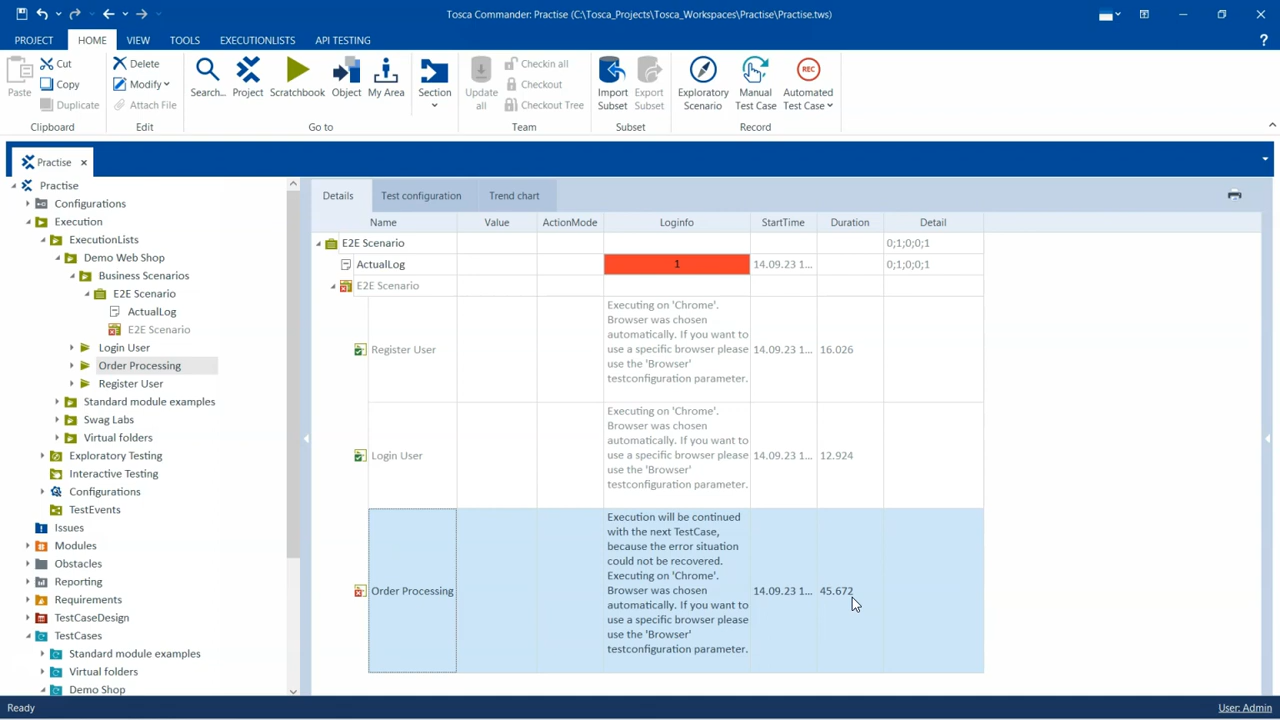 Tosca Commander: Practise (C:\Tosca_Projects\Tosca_Workspaces\Practise\Practise.tws)
PROJECT HOME VIEW TOOLS EXECUTIONLISTS API TESTING ?
Paste Cut Copy Duplicate
Clipboard
Delete Modify Attach File
Edit
Search... Project Scratchbook Object My Area Section
Go to
Update all Checkin all Checkout Checkout Tree
Team
Import Subset Export Subset
Subset
Exploratory Scenario Manual Test Case REC Automated Test Case
Record
Practise ×
Practise
Configurations
Execution
ExecutionLists
Demo Web Shop
Business Scenarios
E2E Scenario
ActualLog
E2E Scenario
Login User
Order Processing
Register User
Standard module examples
Swag Labs
Virtual folders
Exploratory Testing
Interactive Testing
Configurations
TestEvents
Issues
Modules
Obstacles
Reporting
Requirements
TestCaseDesign
TestCases
Standard module examples
Virtual folders
Demo Shop
Details Test configuration Trend chart
Name Value ActionMode Loginfo StartTime Duration Detail
E2E Scenario 0;1;0;0;1
ActualLog 1 14.09.23 1... 0;1;0;0;1
E2E Scenario
Executing on 'Chrome'.
Browser was chosen
automatically. If you want to
Register User use a specific browser please 14.09.23 1... 16.026
use the 'Browser'
testconfiguration parameter.
Executing on 'Chrome'.
Browser was chosen
automatically. If you want to
Login User use a specific browser please 14.09.23 1... 12.924
use the 'Browser'
testconfiguration parameter.
Execution will be continued
with the next TestCase,
because the error situation
could not be recovered.
Executing on 'Chrome'.
Order Processing Browser was chosen 14.09.23 1... 45.672
automatically. If you want to
use a specific browser please
use the 'Browser'
testconfiguration parameter.
Ready User: Admin